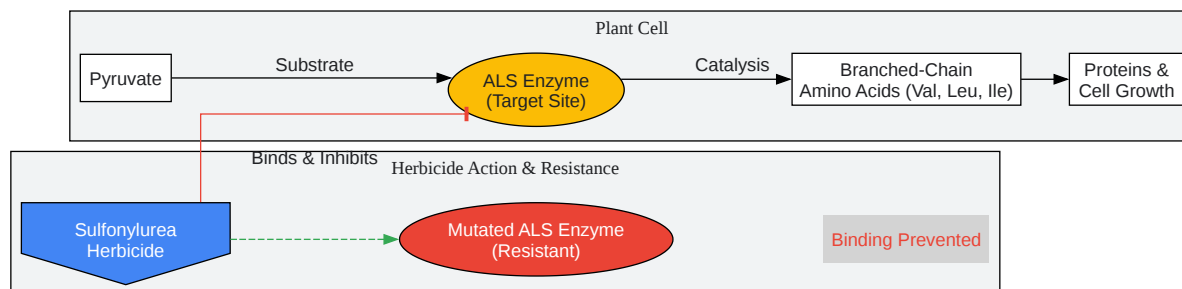 Plant Cell
Pyruvate
Substrate
ALS Enzyme
(Target Site)
Catalysis
Branched-Chain
Amino Acids (Val, Leu, Ile)
Proteins &
Cell Growth
Binds & Inhibits
Herbicide Action & Resistance
Sulfonylurea
Herbicide
Mutated ALS Enzyme
(Resistant)
Binding Prevented